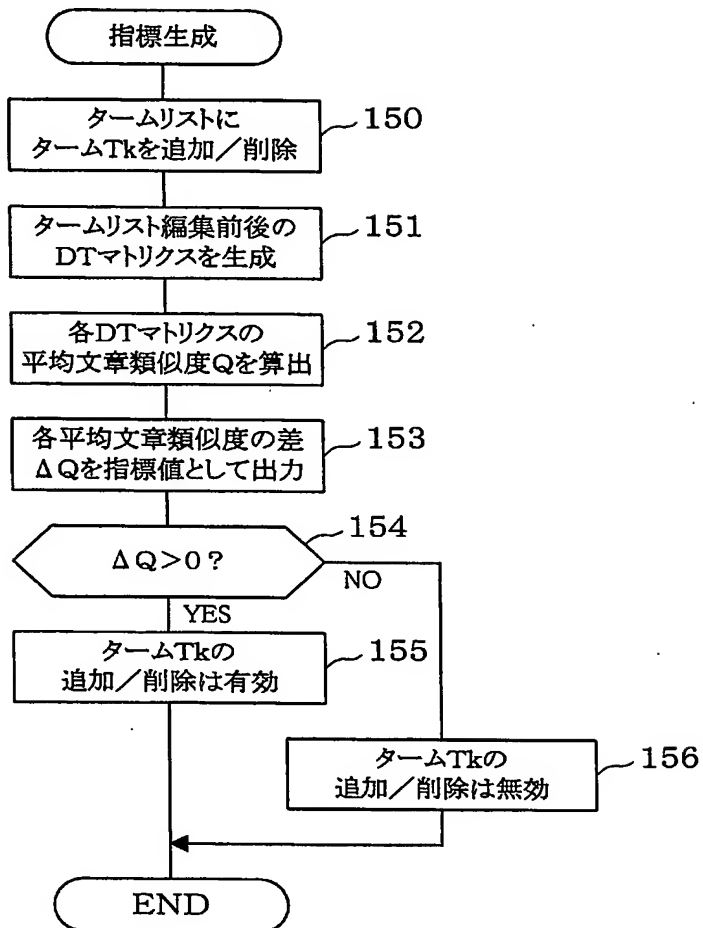 指標生成
タームリストに
タームTkを追加／削除
150
タームリスト編集前後の
DTマトリクスを生成
151
各DTマトリクスの
平均文章類似度Qを算出
152
各平均文章類似度の差
ΔQを指標値として出力
153
154
ΔQ>0?
NO
YES
タームTkの
追加／削除は有効
155
タームTkの
追加／削除は無効
156
END